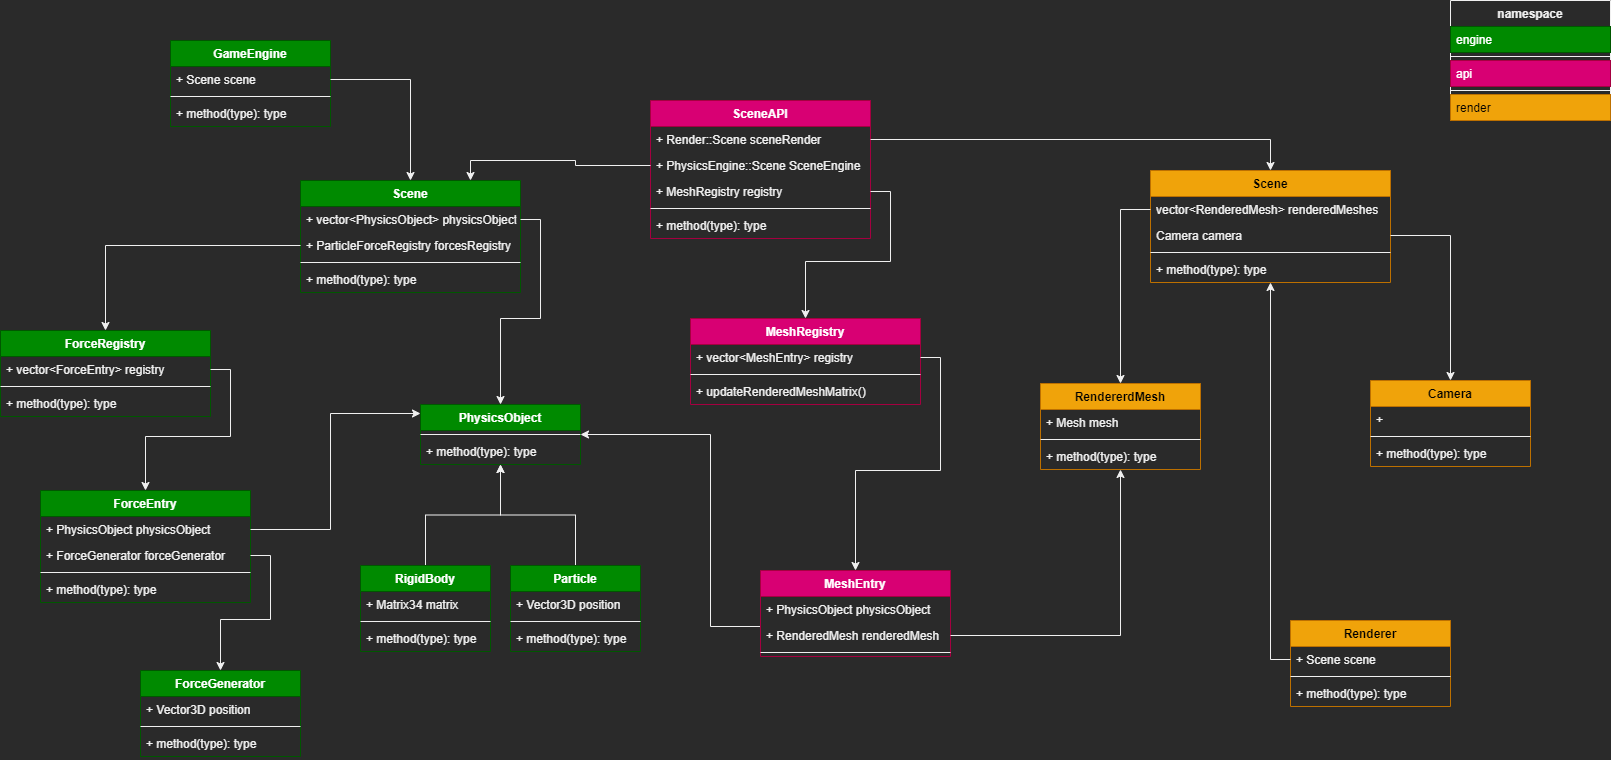 namespace
engine
api
render
GameEngine
+ Scene scene
+ method(type): type
SceneAPI
+ Render::Scene sceneRender
+ PhysicsEngine::Scene SceneEngine
+ MeshRegistry registry
+ method(type): type
Scene
+ vector<PhysicsObject> physicsObject
+ ParticleForceRegistry forcesRegistry
+ method(type): type
Scene
vector<RenderedMesh> renderedMeshes
Camera camera
+ method(type): type
ForceRegistry
+ vector<ForceEntry> registry
+ method(type): type
MeshRegistry
+ vector<MeshEntry> registry
+ updateRenderedMeshMatrix()
PhysicsObject
+ method(type): type
RendererdMesh
+ Mesh mesh
+ method(type): type
Camera
+
+ method(type): type
ForceEntry
+ PhysicsObject physicsObject
+ ForceGenerator forceGenerator
+ method(type): type
RigidBody
+ Matrix34 matrix
+ method(type): type
Particle
+ Vector3D position
+ method(type): type
MeshEntry
+ PhysicsObject physicsObject
+ RenderedMesh renderedMesh
Renderer
+ Scene scene
+ method(type): type
ForceGenerator
+ Vector3D position
+ method(type): type